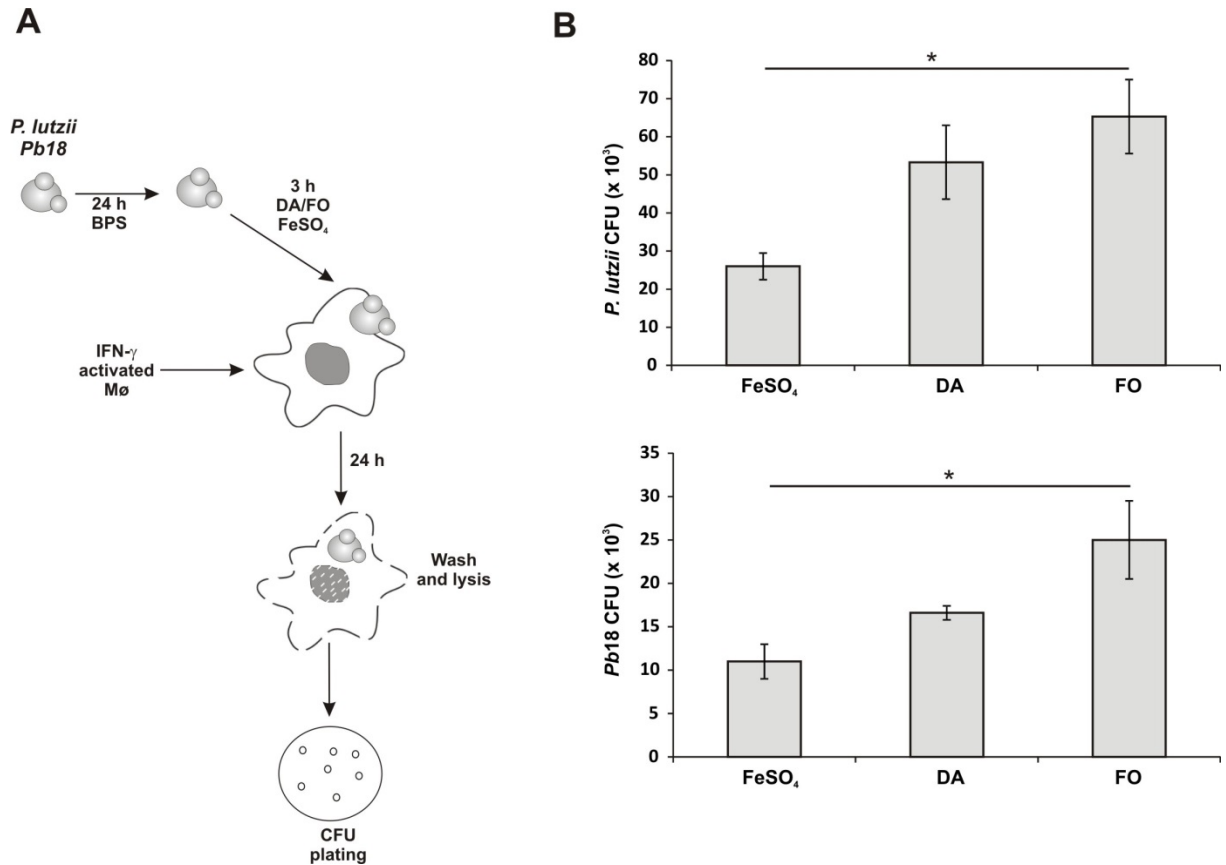 A
P. lutzii
Pb18
24 h
BPS
3 h
DA/FO
FeSO₄
IFN-γ
activated
Mø
24 h
Wash
and lysis
CFU
plating
B
P. lutzii CFU (x 10³)
80
70
60
50
40
30
20
10
0
*
FeSO₄ DA FO
Pb18 CFU (x 10³)
35
30
25
20
15
10
5
0
*
FeSO₄ DA FO